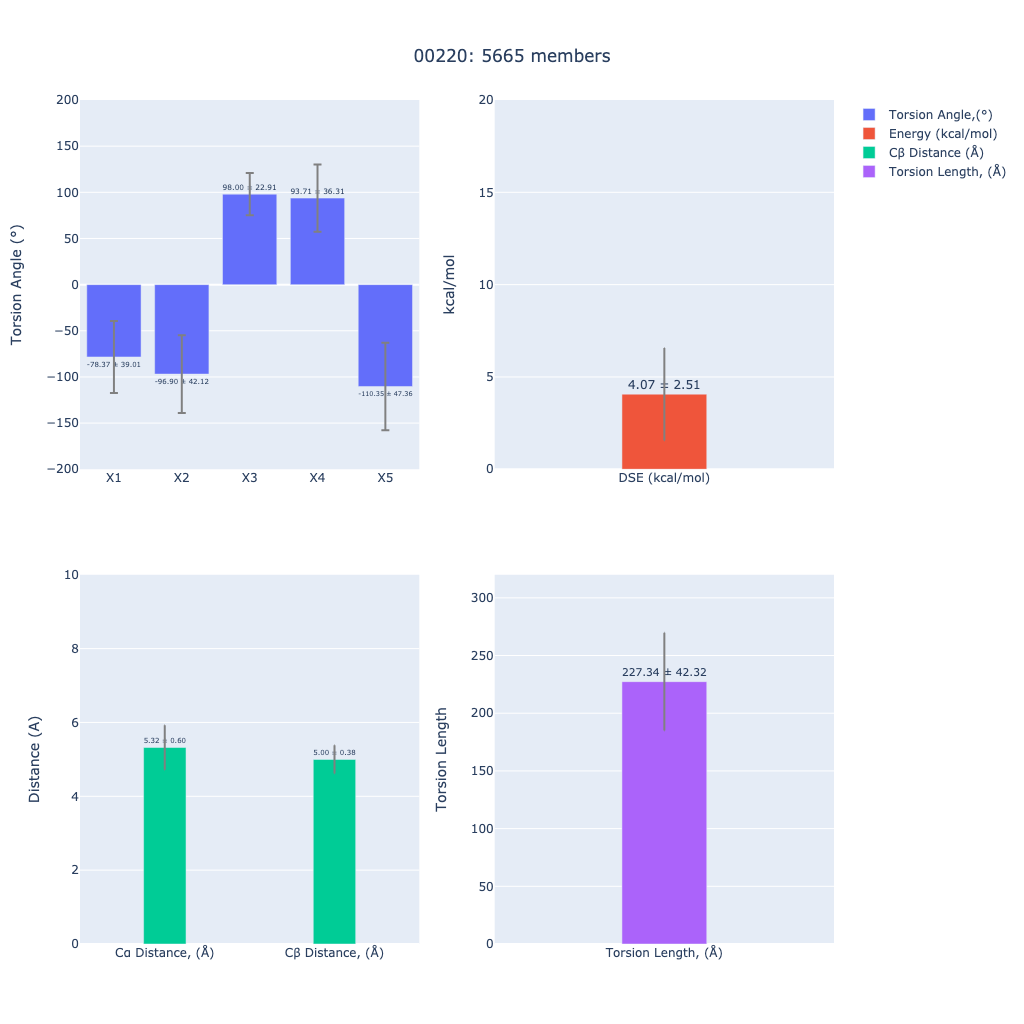 00220: 5665 members
Torsion Angle (°)
200
150
100
50
0
−50
−100
−150
−200
-78.37 ± 39.01
-96.90 ± 42.12
98.00 ± 22.91
93.71 ± 36.31
-110.35 ± 47.36
X1 X2 X3 X4 X5
kcal/mol
20
15
10
5
0
4.07 ± 2.51
DSE (kcal/mol)
Torsion Angle,(°)
Energy (kcal/mol)
Cβ Distance (Å)
Torsion Length, (Å)
Distance (A)
10
8
6
4
2
0
5.32 ± 0.60
5.00 ± 0.38
Cα Distance, (Å) Cβ Distance, (Å)
Torsion Length
300
250
200
150
100
50
0
227.34 ± 42.32
Torsion Length, (Å)